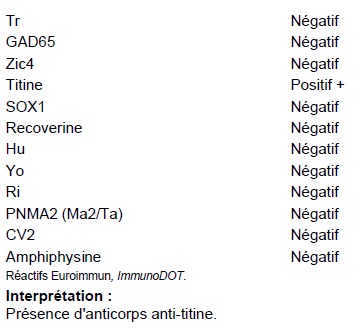 Tr Négatif
GAD65 Négatif
Zic4 Négatif
Titine Positif +
SOX1 Négatif
Recoverine Négatif
Hu Négatif
Yo Négatif
Ri Négatif
PNMA2 (Ma2/Ta) Négatif
CV2 Négatif
Amphiphysine Négatif
Réactifs Euroimmun, ImmunoDOT.
Interprétation :
Présence d'anticorps anti-titine.